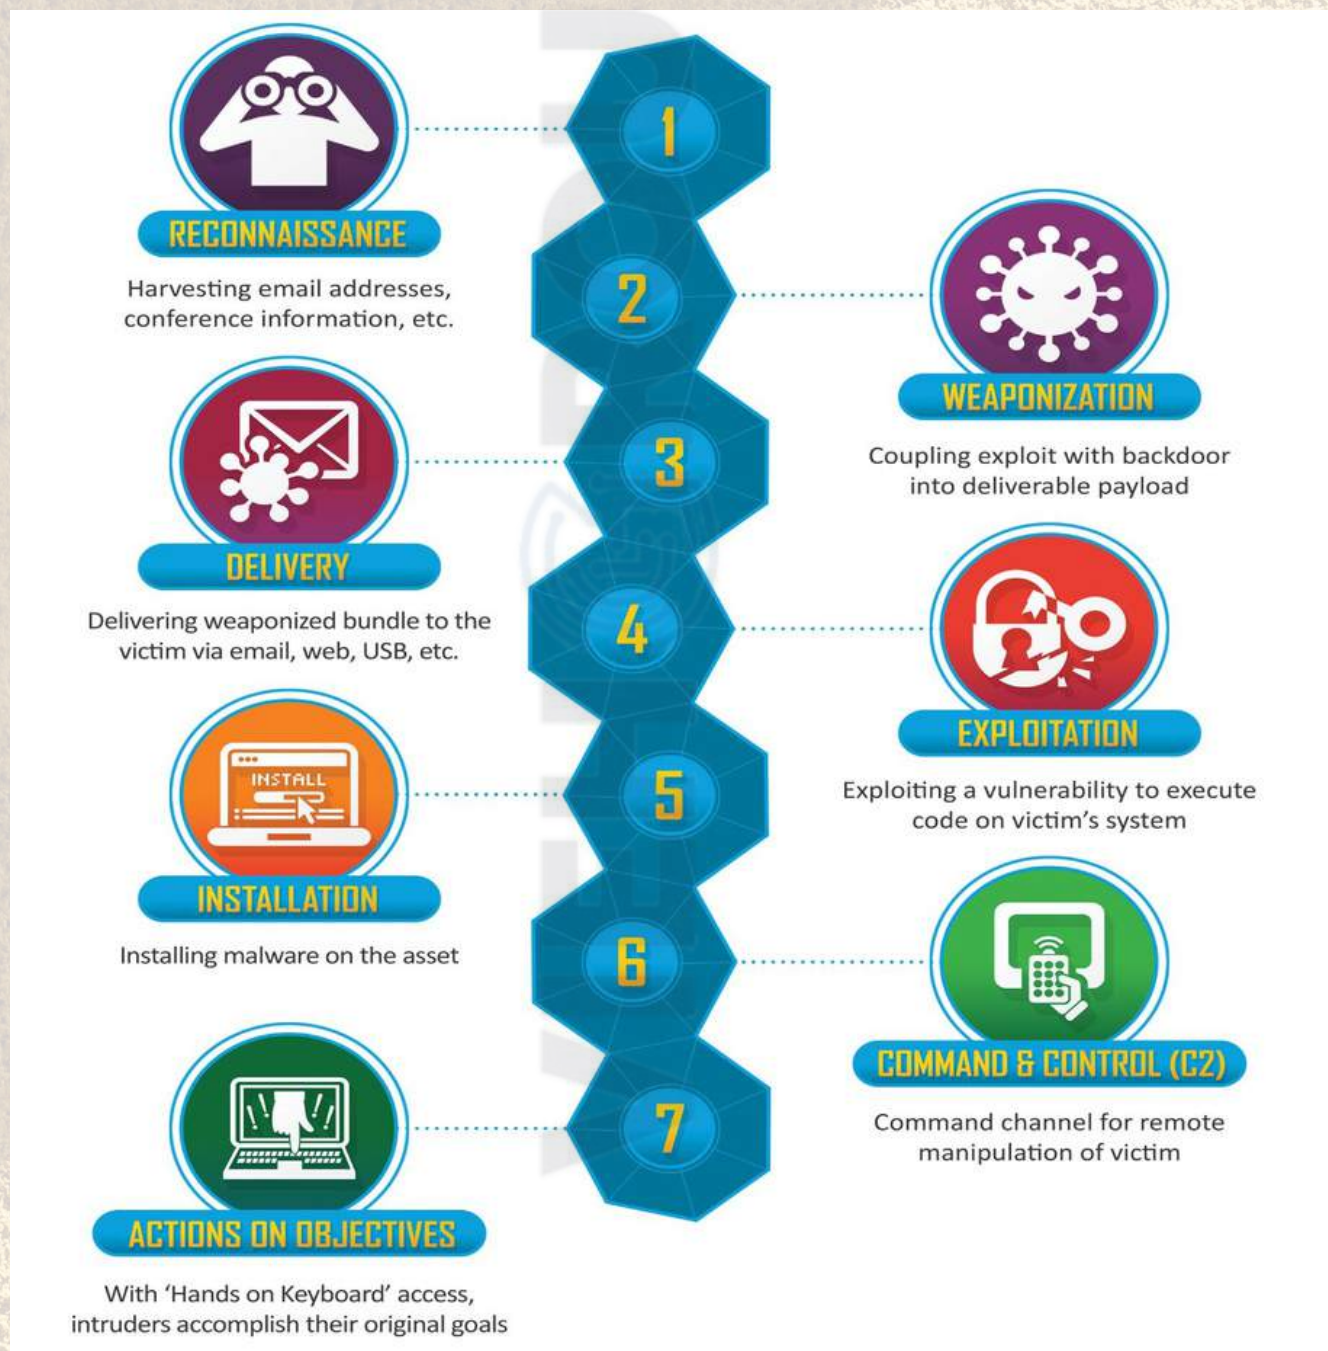 1
RECONNAISSANCE
Harvesting email addresses,
conference information, etc.
2
WEAPONIZATION
Coupling exploit with backdoor
into deliverable payload
3
DELIVERY
Delivering weaponized bundle to the
victim via email, web, USB, etc.
4
EXPLOITATION
Exploiting a vulnerability to execute
code on victim's system
5
INSTALL
INSTALLATION
Installing malware on the asset
6
COMMAND & CONTROL (C2)
Command channel for remote
manipulation of victim
7
ACTIONS ON OBJECTIVES
With ‘Hands on Keyboard’ access,
intruders accomplish their original goals